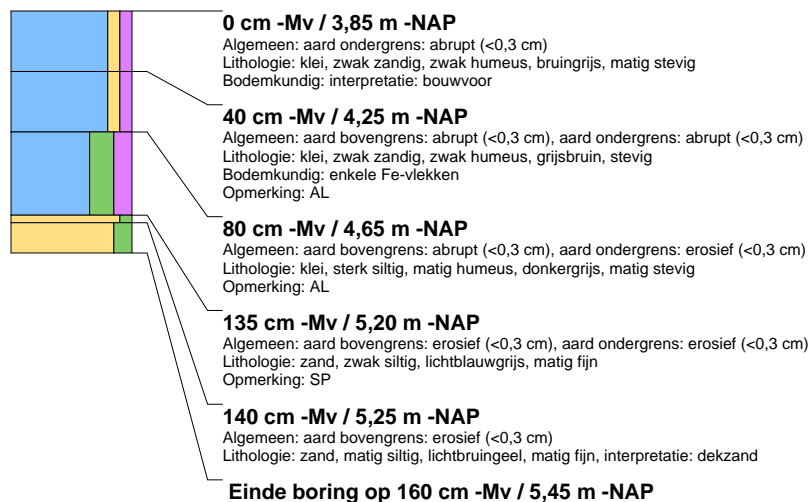 0 cm -Mv / 3,85 m -NAP
Algemeen: aard ondergrens: abrupt (<0,3 cm)
Lithologie: klei, zwak zandig, zwak humeus, bruingrijs, matig stevig
Bodemkundig: interpretatie: bouwvoor
40 cm -Mv / 4,25 m -NAP
Algemeen: aard bovengrens: abrupt (<0,3 cm), aard ondergrens: abrupt (<0,3 cm)
Lithologie: klei, zwak zandig, zwak humeus, grijsbruin, stevig
Bodemkundig: enkele Fe-vlekken
Opmerking: AL
80 cm -Mv / 4,65 m -NAP
Algemeen: aard bovengrens: abrupt (<0,3 cm), aard ondergrens: erosief (<0,3 cm)
Lithologie: klei, sterk siltig, matig humeus, donkergrijs, matig stevig
Opmerking: AL
135 cm -Mv / 5,20 m -NAP
Algemeen: aard bovengrens: erosief (<0,3 cm), aard ondergrens: erosief (<0,3 cm)
Lithologie: zand, zwak siltig, lichtblauwgrijs, matig fijn
Opmerking: SP
140 cm -Mv / 5,25 m -NAP
Algemeen: aard bovengrens: erosief (<0,3 cm)
Lithologie: zand, matig siltig, lichtbruingeel, matig fijn, interpretatie: dekzand
Einde boring op 160 cm -Mv / 5,45 m -NAP